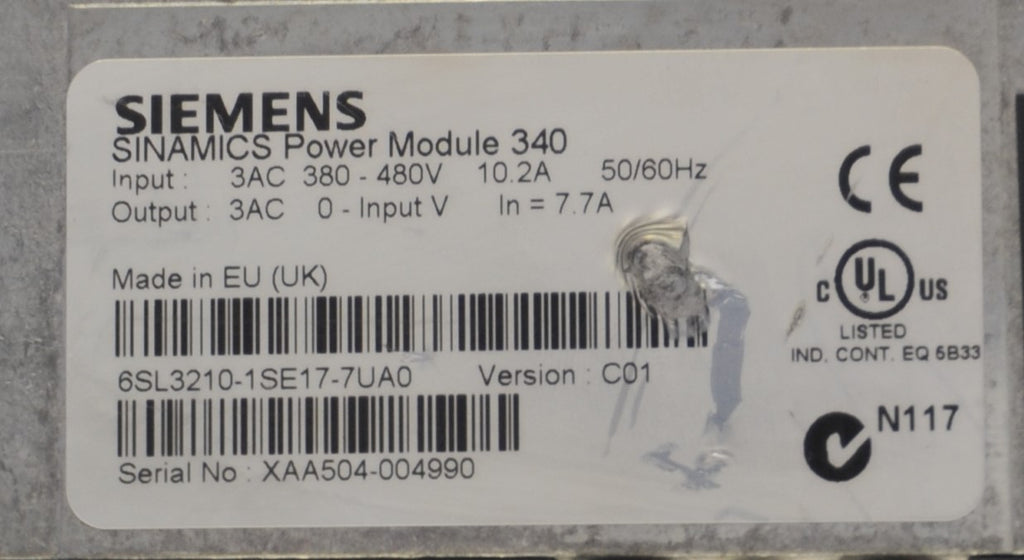 SIEMENS
SINAMICS Power Module 340
Input : 3AC 380 - 480V 10.2A 50/60Hz
Output : 3AC 0 - Input V In = 7.7A
Made in EU (UK)
6SL3210-1SE17-7UA0 Version : C01
Serial No : XAA504-004990
CE
C UL US
LISTED
IND. CONT. EQ 5B33
N117